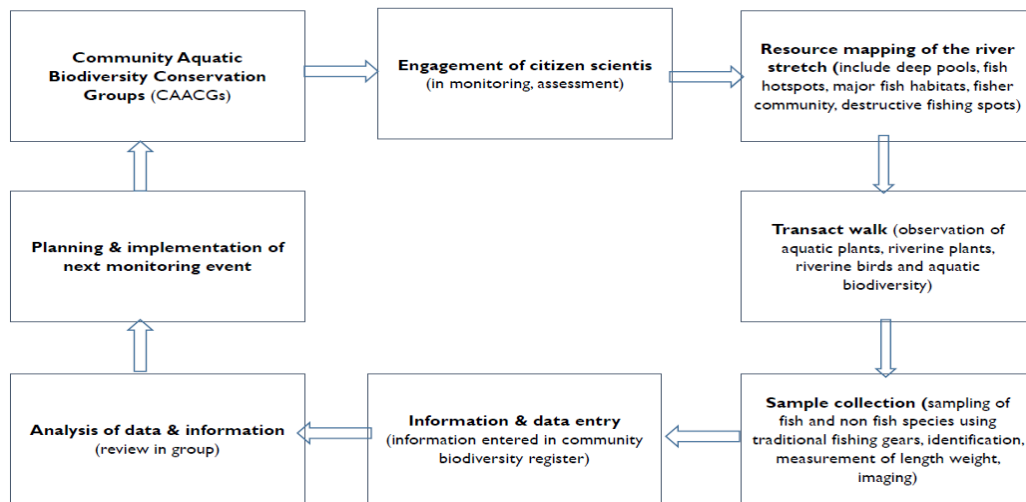 Community Aquatic
Biodiversity Conservation
Groups (CAACGs)
Engagement of citizen scientis
(in monitoring, assessment)
Resource mapping of the river
stretch (include deep pools, fish
hotspots, major fish habitats, fisher
community, destructive fishing spots)
Transact walk (observation of
aquatic plants, riverine plants,
riverine birds and aquatic
biodiversity)
Sample collection (sampling of
fish and non fish species using
traditional fishing gears, identification,
measurement of length weight,
imaging)
Information & data entry
(information entered in community
biodiversity register)
Analysis of data & information
(review in group)
Planning & implementation of
next monitoring event